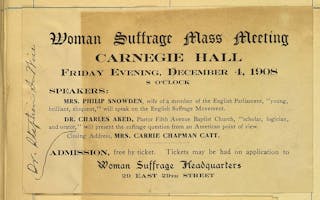 Woman Suffrage Mass Meeting
CARNEGIE HALL
FRIDAY EVENING, DECEMBER 4, 1908
8 O'CLOCK
SPEAKERS:
MRS. PHILIP SNOWDEN, wife of a member of the English Parliament, "young,
brilliant, eloquent," will speak on the English Suffrage Movement.
DR. CHARLES AKED, Pastor Fifth Avenue Baptist Church, "scholar, logician,
and orator," will present the suffrage question from an American point of view.
Closing Address, MRS. CARRIE CHAPMAN CATT.
ADMISSION, free by ticket. Tickets may be had on application to
Woman Suffrage Headquarters
29 EAST 29TH STREET
Dr. Stephen S. Wise